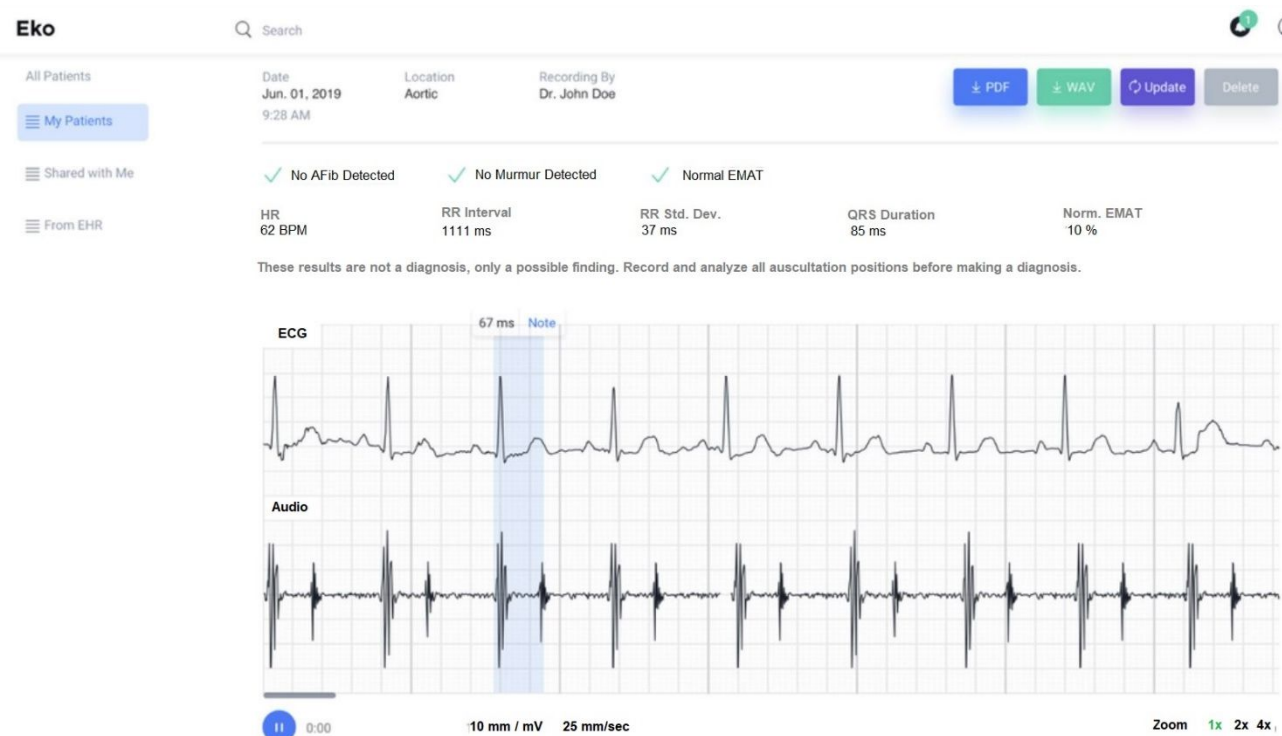 Eko
Search
1
All Patients
My Patients
Shared with Me
From EHR
Date
Jun. 01, 2019
9:28 AM
Location
Aortic
Recording By
Dr. John Doe
PDF
WAV
Update
Delete
No AFib Detected
No Murmur Detected
Normal EMAT
HR
62 BPM
RR Interval
1111 ms
RR Std. Dev.
37 ms
QRS Duration
85 ms
Norm. EMAT
10 %
These results are not a diagnosis, only a possible finding. Record and analyze all auscultation positions before making a diagnosis.
67 ms Note
ECG
Audio
0:00
10 mm / mV 25 mm/sec
Zoom 1x 2x 4x